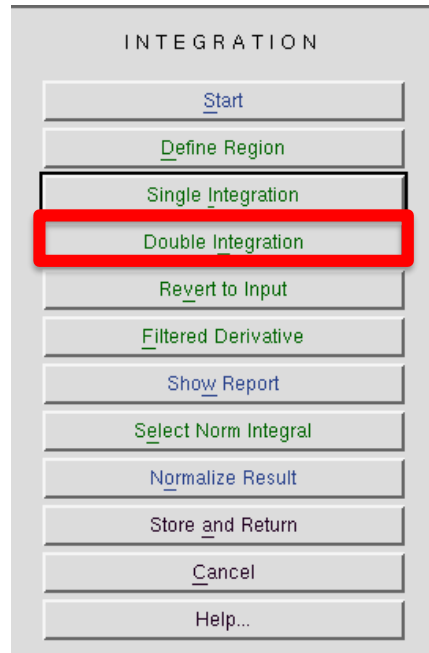 INTEGRATION
Start
Define Region
Single Integration
Double Integration
Revert to Input
Filtered Derivative
Show Report
Select Norm Integral
Normalize Result
Store and Return
Cancel
Help...